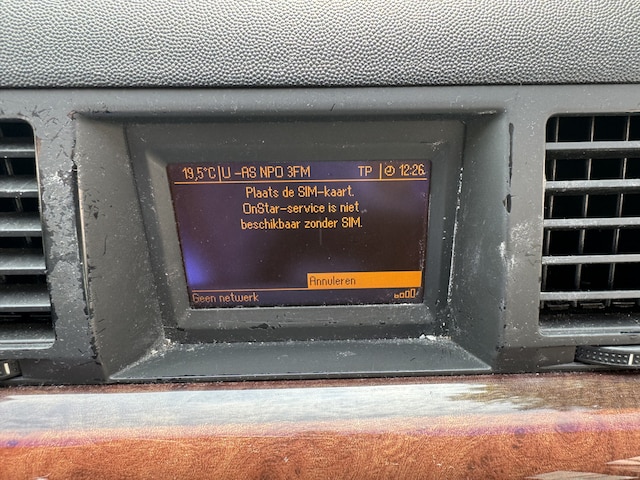 19,5°C U -AS NPO 3FM TP 12:26
Plaats de SIM-kaart.
OnStar-service is niet
beschikbaar zonder SIM.
Annuleren
Geen netwerk